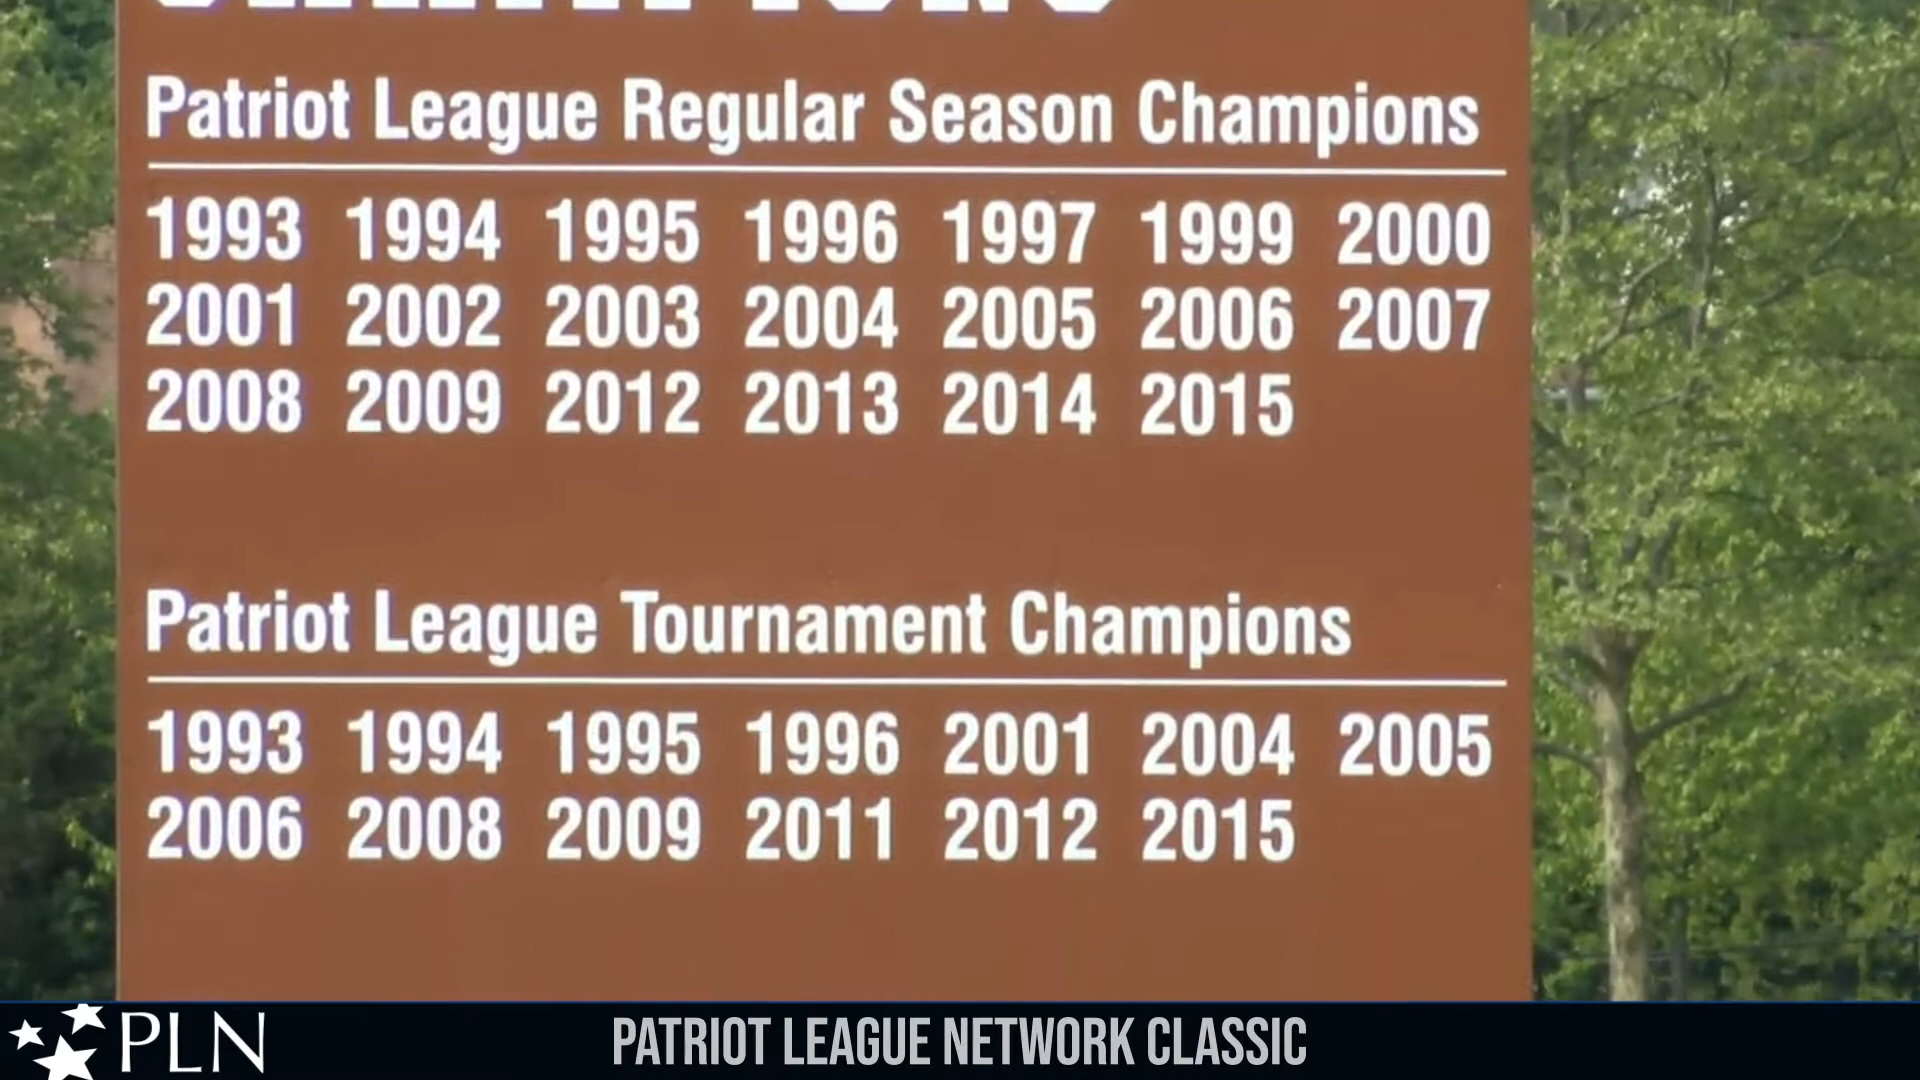 Patriot League Regular Season Champions
1993 1994 1995 1996 1997 1999 2000
2001 2002 2003 2004 2005 2006 2007
2008 2009 2012 2013 2014 2015
Patriot League Tournament Champions
1993 1994 1995 1996 2001 2004 2005
2006 2008 2009 2011 2012 2015
PLN
PATRIOT LEAGUE NETWORK CLASSIC